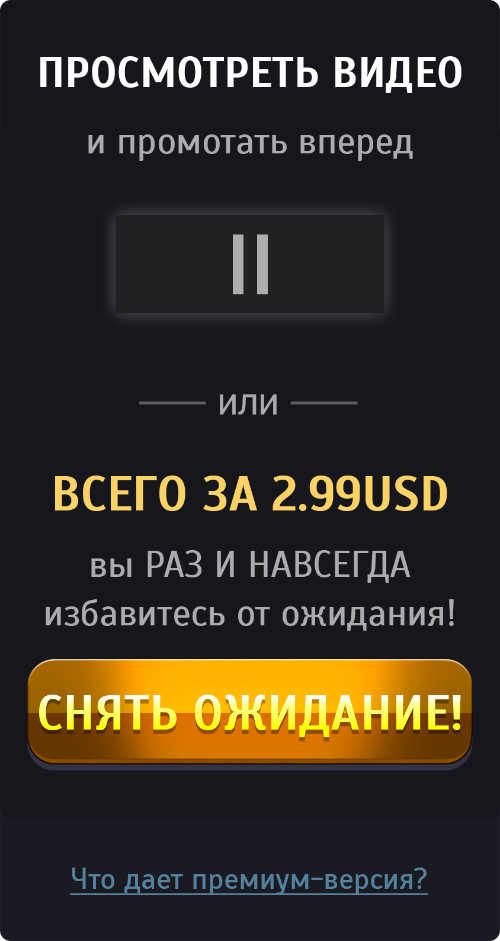 ПРОСМОТРЕТЬ ВИДЕО
и промотать вперед
ИЛИ
ВСЕГО ЗА 2.99USD
вы РАЗ И НАВСЕГДА
избавитесь от ожидания!
СНЯТЬ ОЖИДАНИЕ!
Что дает премиум-версия?